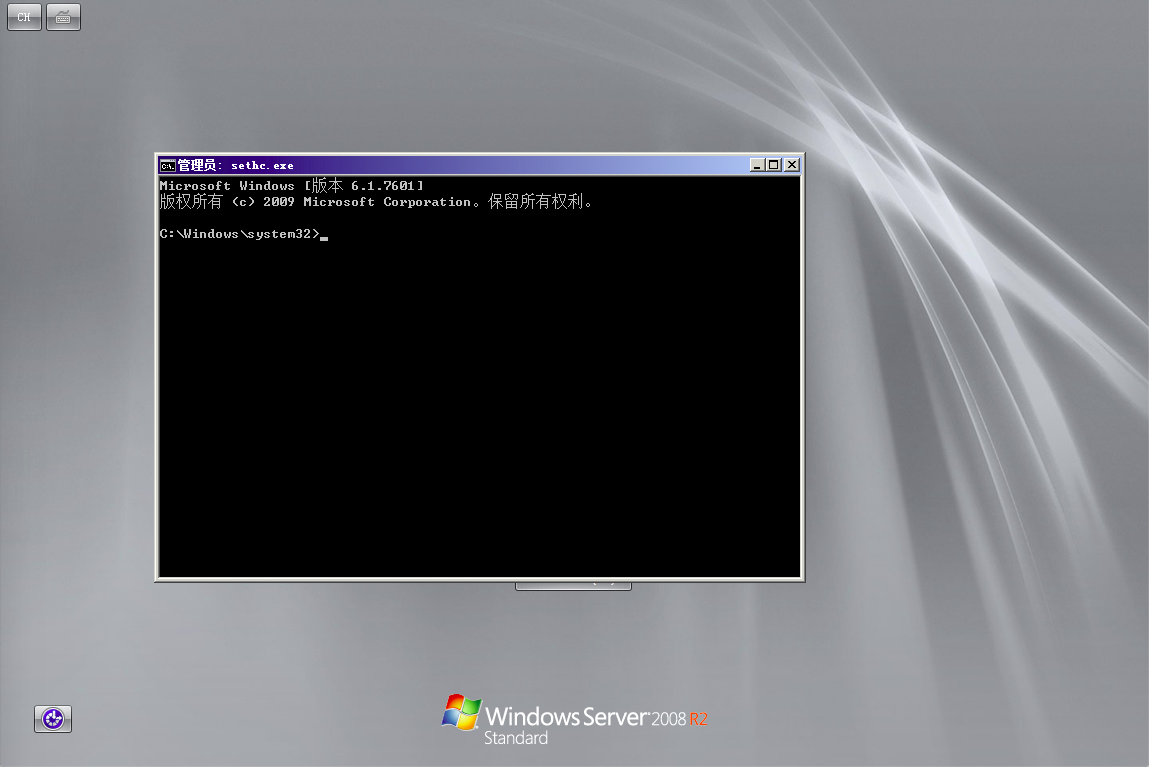 CH
管理员: sethc.exe
Microsoft Windows [版本 6.1.7601]
版权所有 (c) 2009 Microsoft Corporation。保留所有权利。
C:\Windows\system32>
Windows Server 2008 R2
Standard